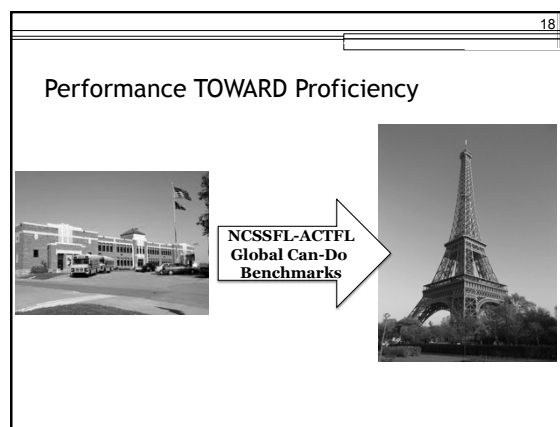 18
Performance TOWARD Proficiency
NCSSFL-ACTFL
Global Can-Do
Benchmarks